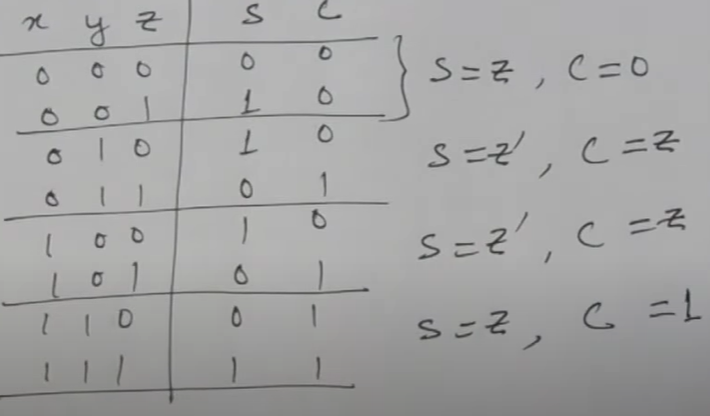 x y z S C
0 0 0 0 0 S=z, C=0
0 0 1 1 0
0 1 0 1 0 S=z', C=z
0 1 1 0 1
1 0 0 1 0 S=z', C=z
1 0 1 0 1
1 1 0 0 1 S=z, C=1
1 1 1 1 1